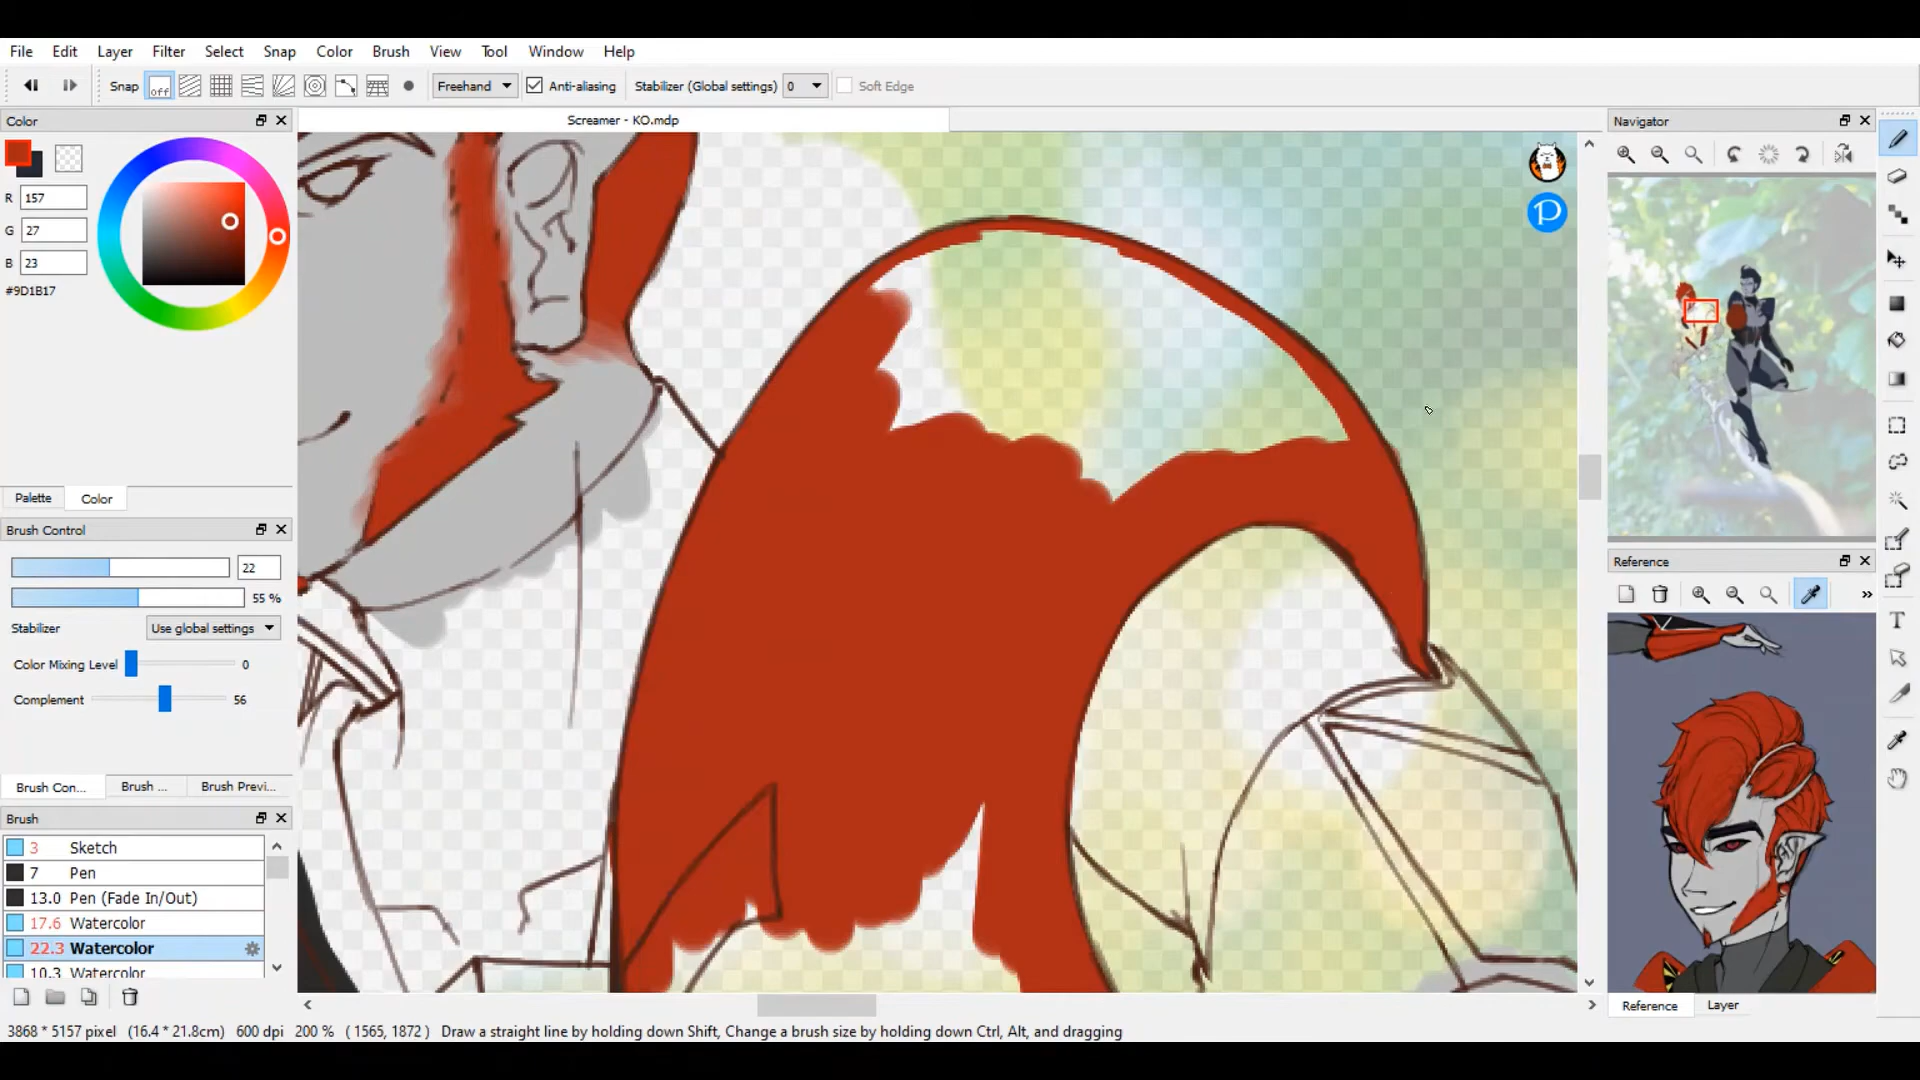 File Edit Layer Filter Select Snap Color Brush View Tool Window Help
Snap off Freehand Anti-aliasing Stabilizer (Global settings) 0 Soft Edge
Color
Screamer - KO.mdp
Navigator
R 157
G 27
B 23
#9D1B17
Palette Color
Brush Control
22
55 %
Stabilizer Use global settings
Color Mixing Level 0
Complement 56
Reference
Brush Con... Brush ... Brush Previ...
Brush
3 Sketch
7 Pen
13.0 Pen (Fade In/Out)
17.6 Watercolor
22.3 Watercolor
10.3 Watercolor
Reference Layer
3868 * 5157 pixel (16.4 * 21.8cm) 600 dpi 200 % ( 1565, 1872 ) Draw a straight line by holding down Shift, Change a brush size by holding down Ctrl, Alt, and dragging